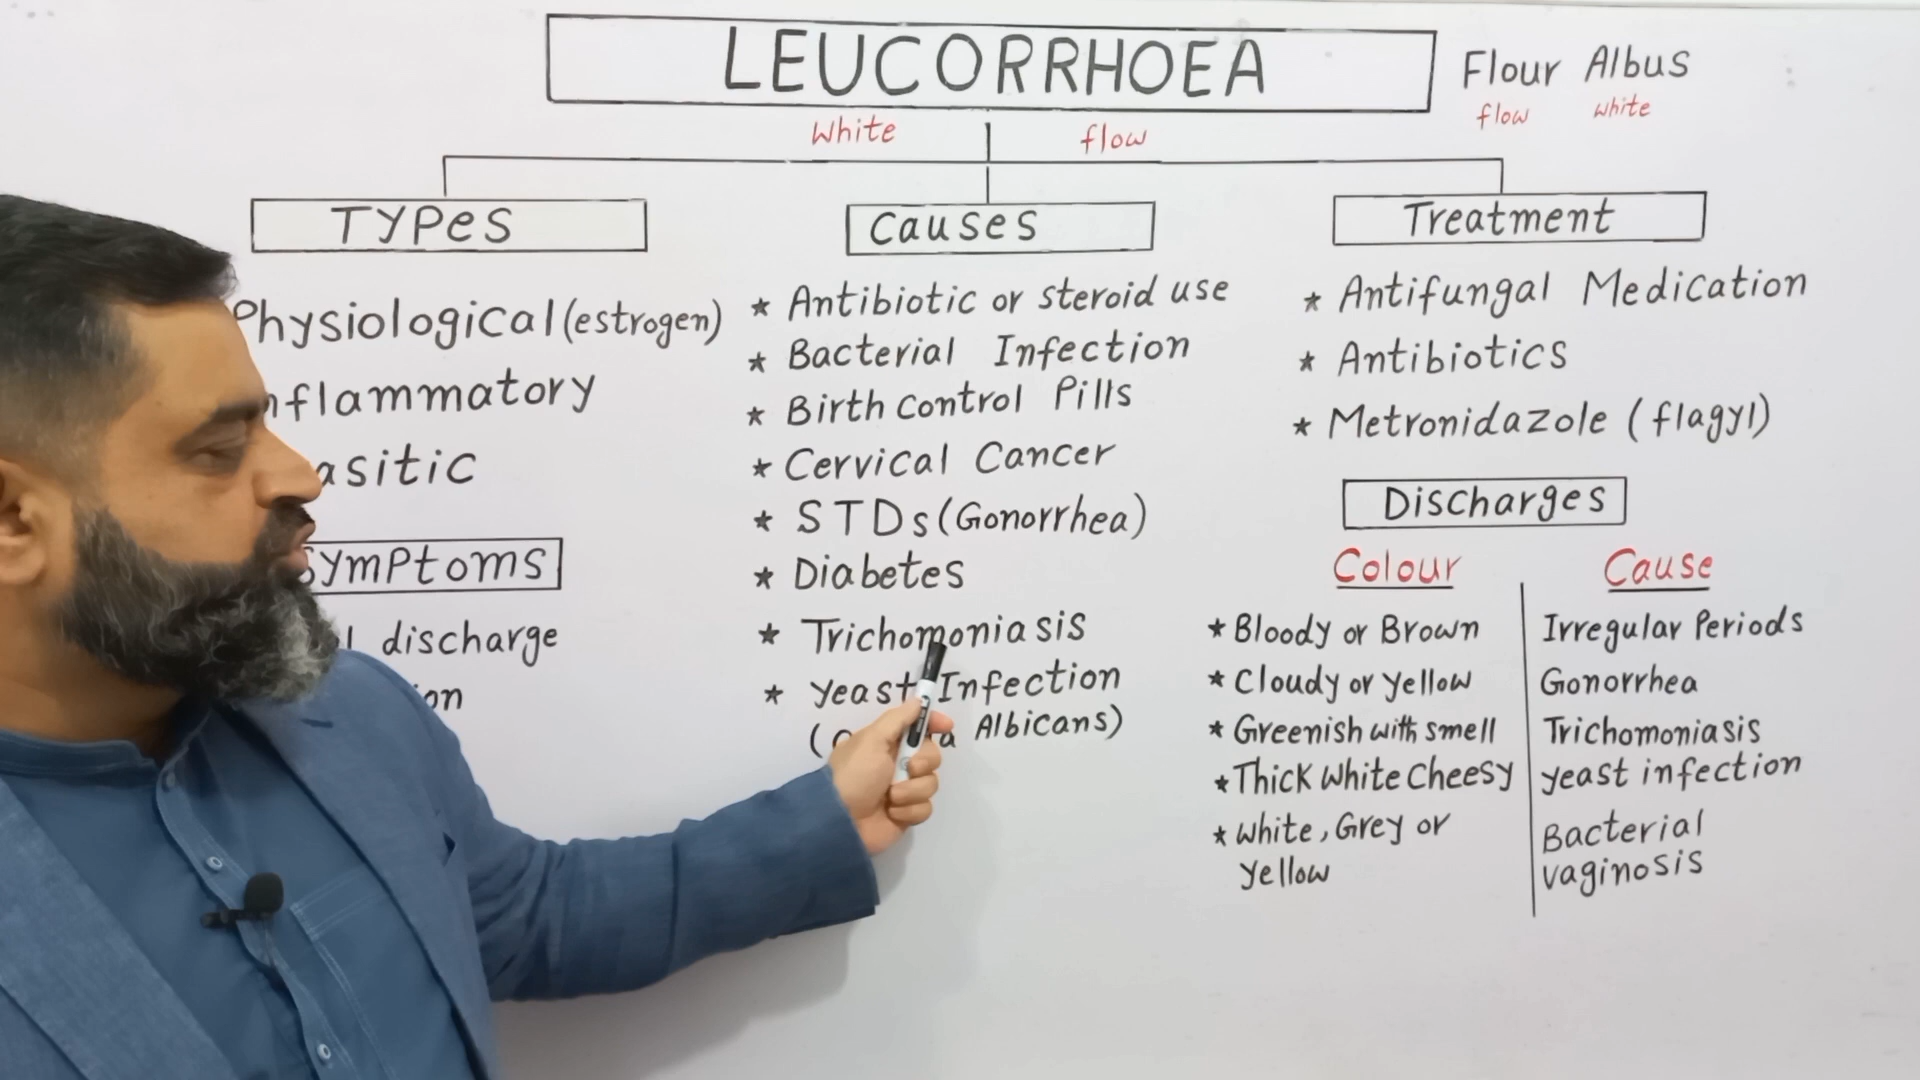 LEUCORRHOEA
Flour Albus
flow white
white flow
Types
Physiological (estrogen)
nflammatory
asitic
Symptoms
l discharge
on
Causes
* Antibiotic or steroid use
* Bacterial Infection
* Birth Control Pills
* Cervical Cancer
* STDs (Gonorrhea)
* Diabetes
* Trichomoniasis
* Yeast Infection
Albicans)
Treatment
* Antifungal Medication
* Antibiotics
* Metronidazole (flagyl)
Discharges
Colour Cause
* Bloody or Brown Irregular Periods
* Cloudy or Yellow Gonorrhea
* Greenish with smell Trichomoniasis
* Thick White Cheesy yeast infection
* White, Grey or Bacterial
Yellow vaginosis